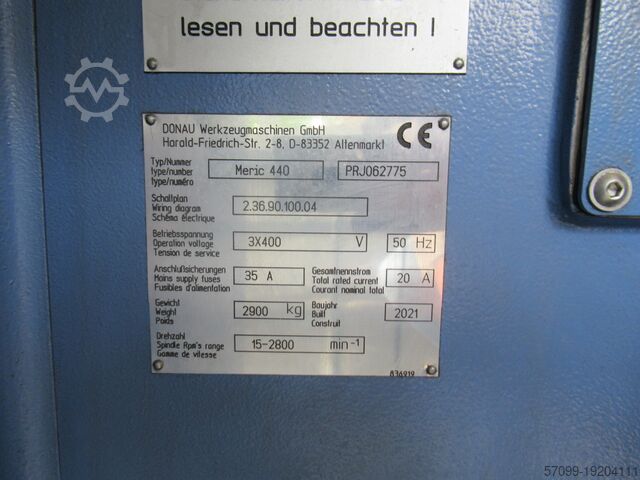 lesen und beachten !
DONAU Werkzeugmaschinen GmbH
Harald-Friedrich-Str. 2-8, D-83352 Altenmarkt
CE
Typ/Nummer
type/number
type/numéro
Meric 440
PRJ062775
Schaltplan
Wiring diagram
Schéma électrique
2.36.90.100.04
Betriebsspannung
Operation voltage
Tension de service
3X400 V
50 Hz
Anschlußsicherungen
Mains supply fuses
Fusibles d'alimentation
35 A
Gesamtnennstrom
Total rated current
Courant nominal total
20 A
Gewicht
Weight
Poids
2900 kg
Baujahr
Built
Construit
2021
Drehzahl
Spindle Rpm's range
Gamme de vitesse
15-2800 min-1
836919
57099-19204111